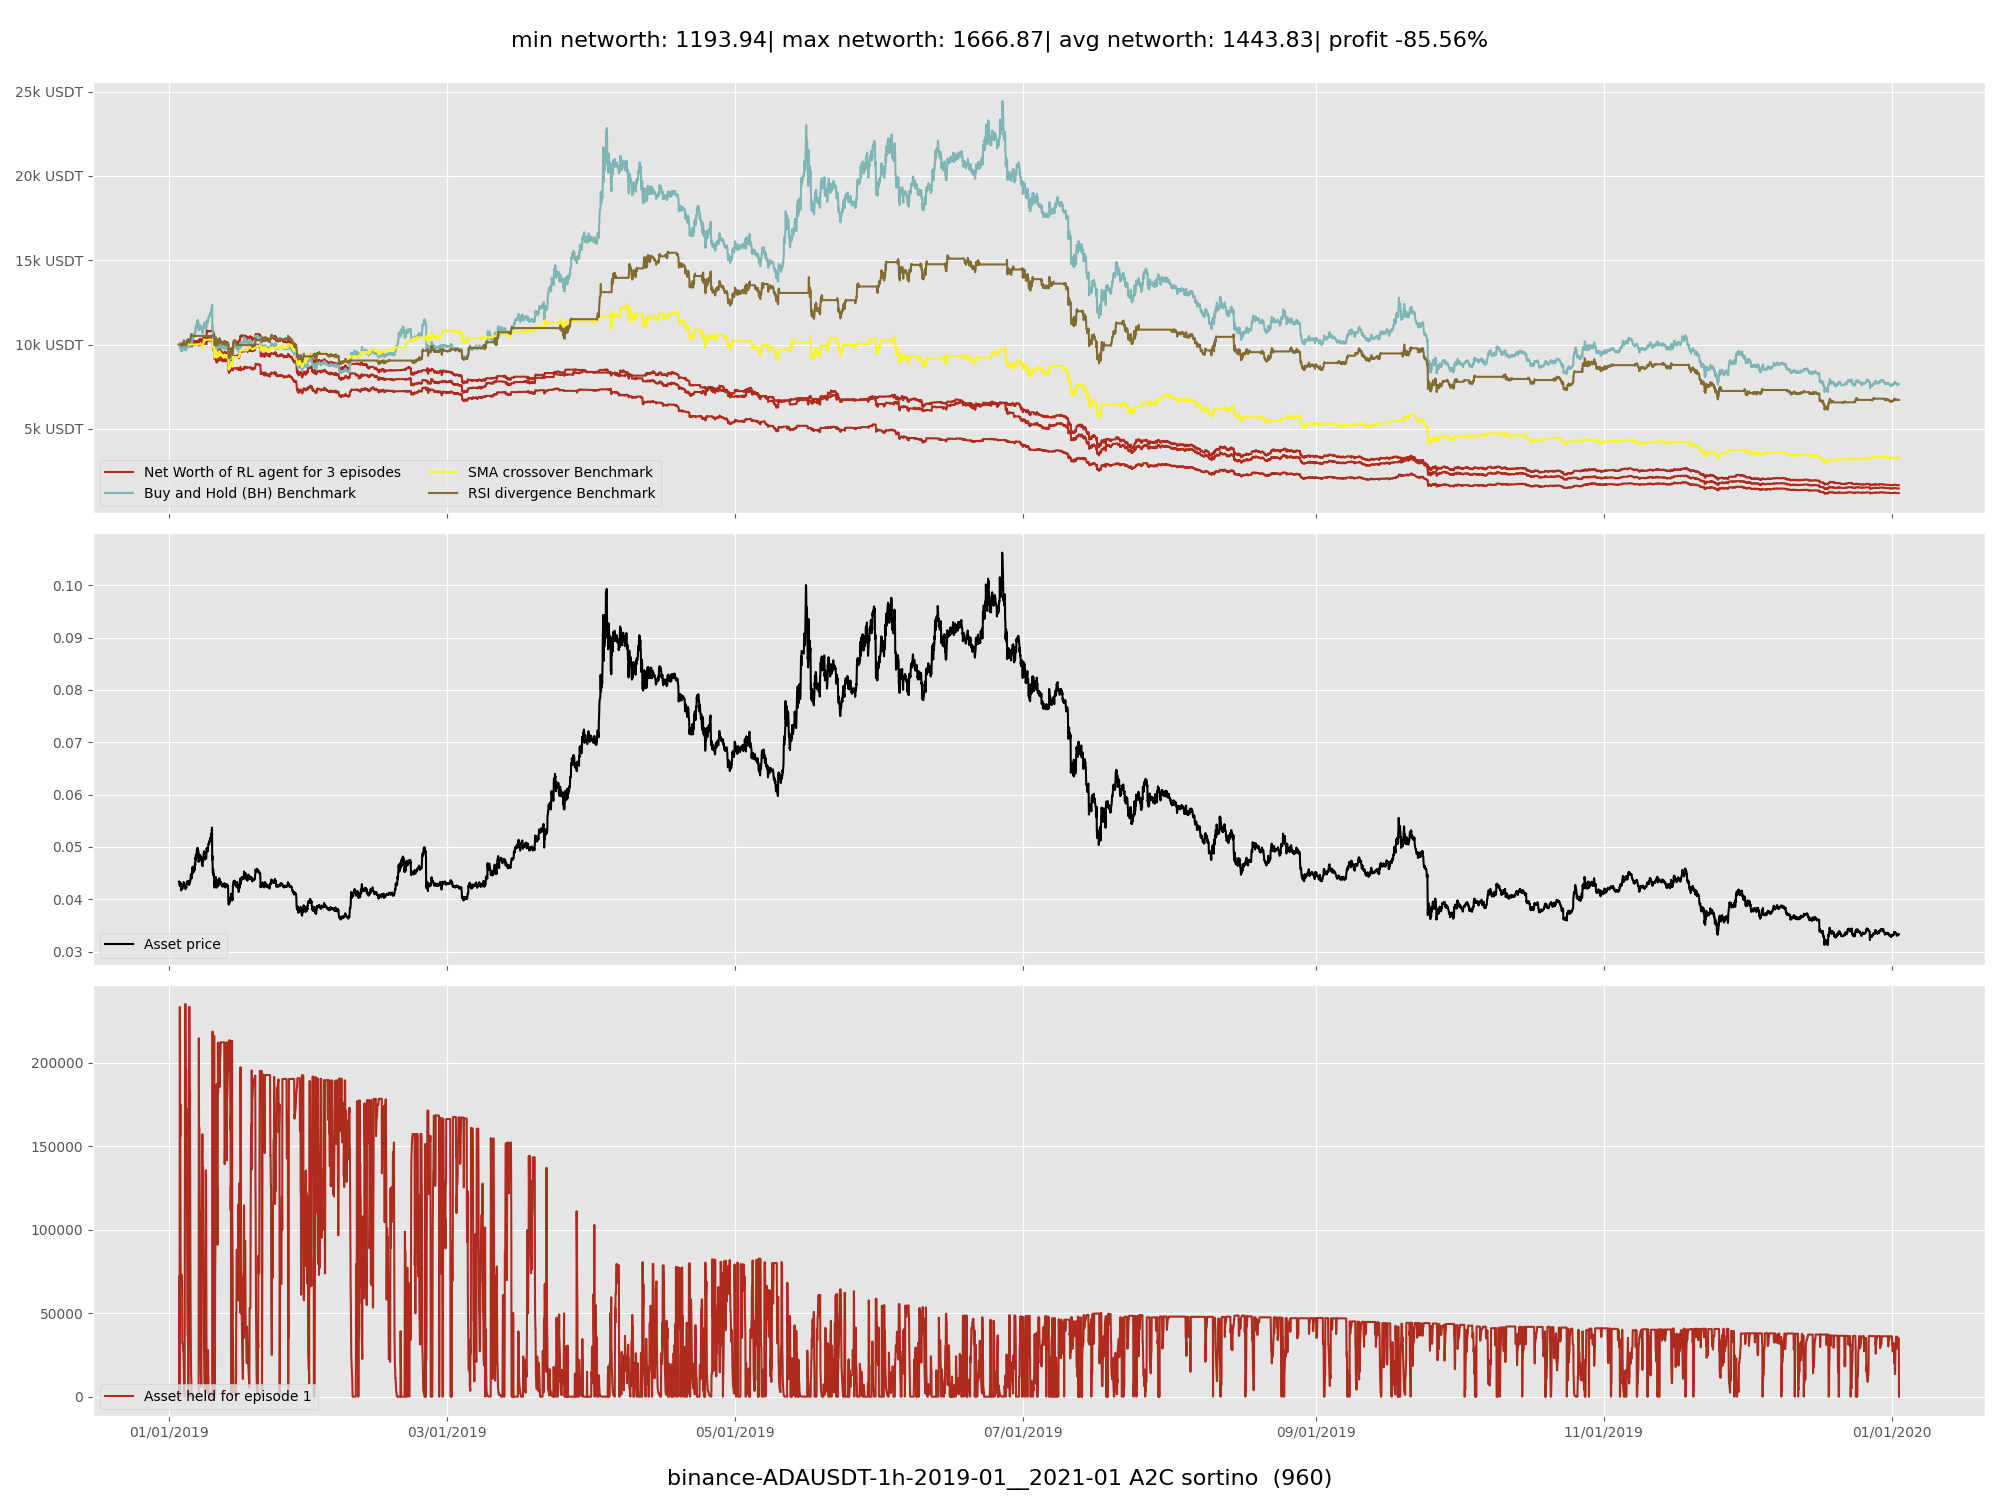 min networth: 1193.94| max networth: 1666.87| avg networth: 1443.83| profit -85.56%
25k USDT
20k USDT
15k USDT
10k USDT
5k USDT
Net Worth of RL agent for 3 episodes
Buy and Hold (BH) Benchmark
SMA crossover Benchmark
RSI divergence Benchmark
0.10
0.09
0.08
0.07
0.06
0.05
0.04
0.03
Asset price
200000
150000
100000
50000
0
Asset held for episode 1
01/01/2019 03/01/2019 05/01/2019 07/01/2019 09/01/2019 11/01/2019 01/01/2020
binance-ADAUSDT-1h-2019-01__2021-01 A2C sortino (960)